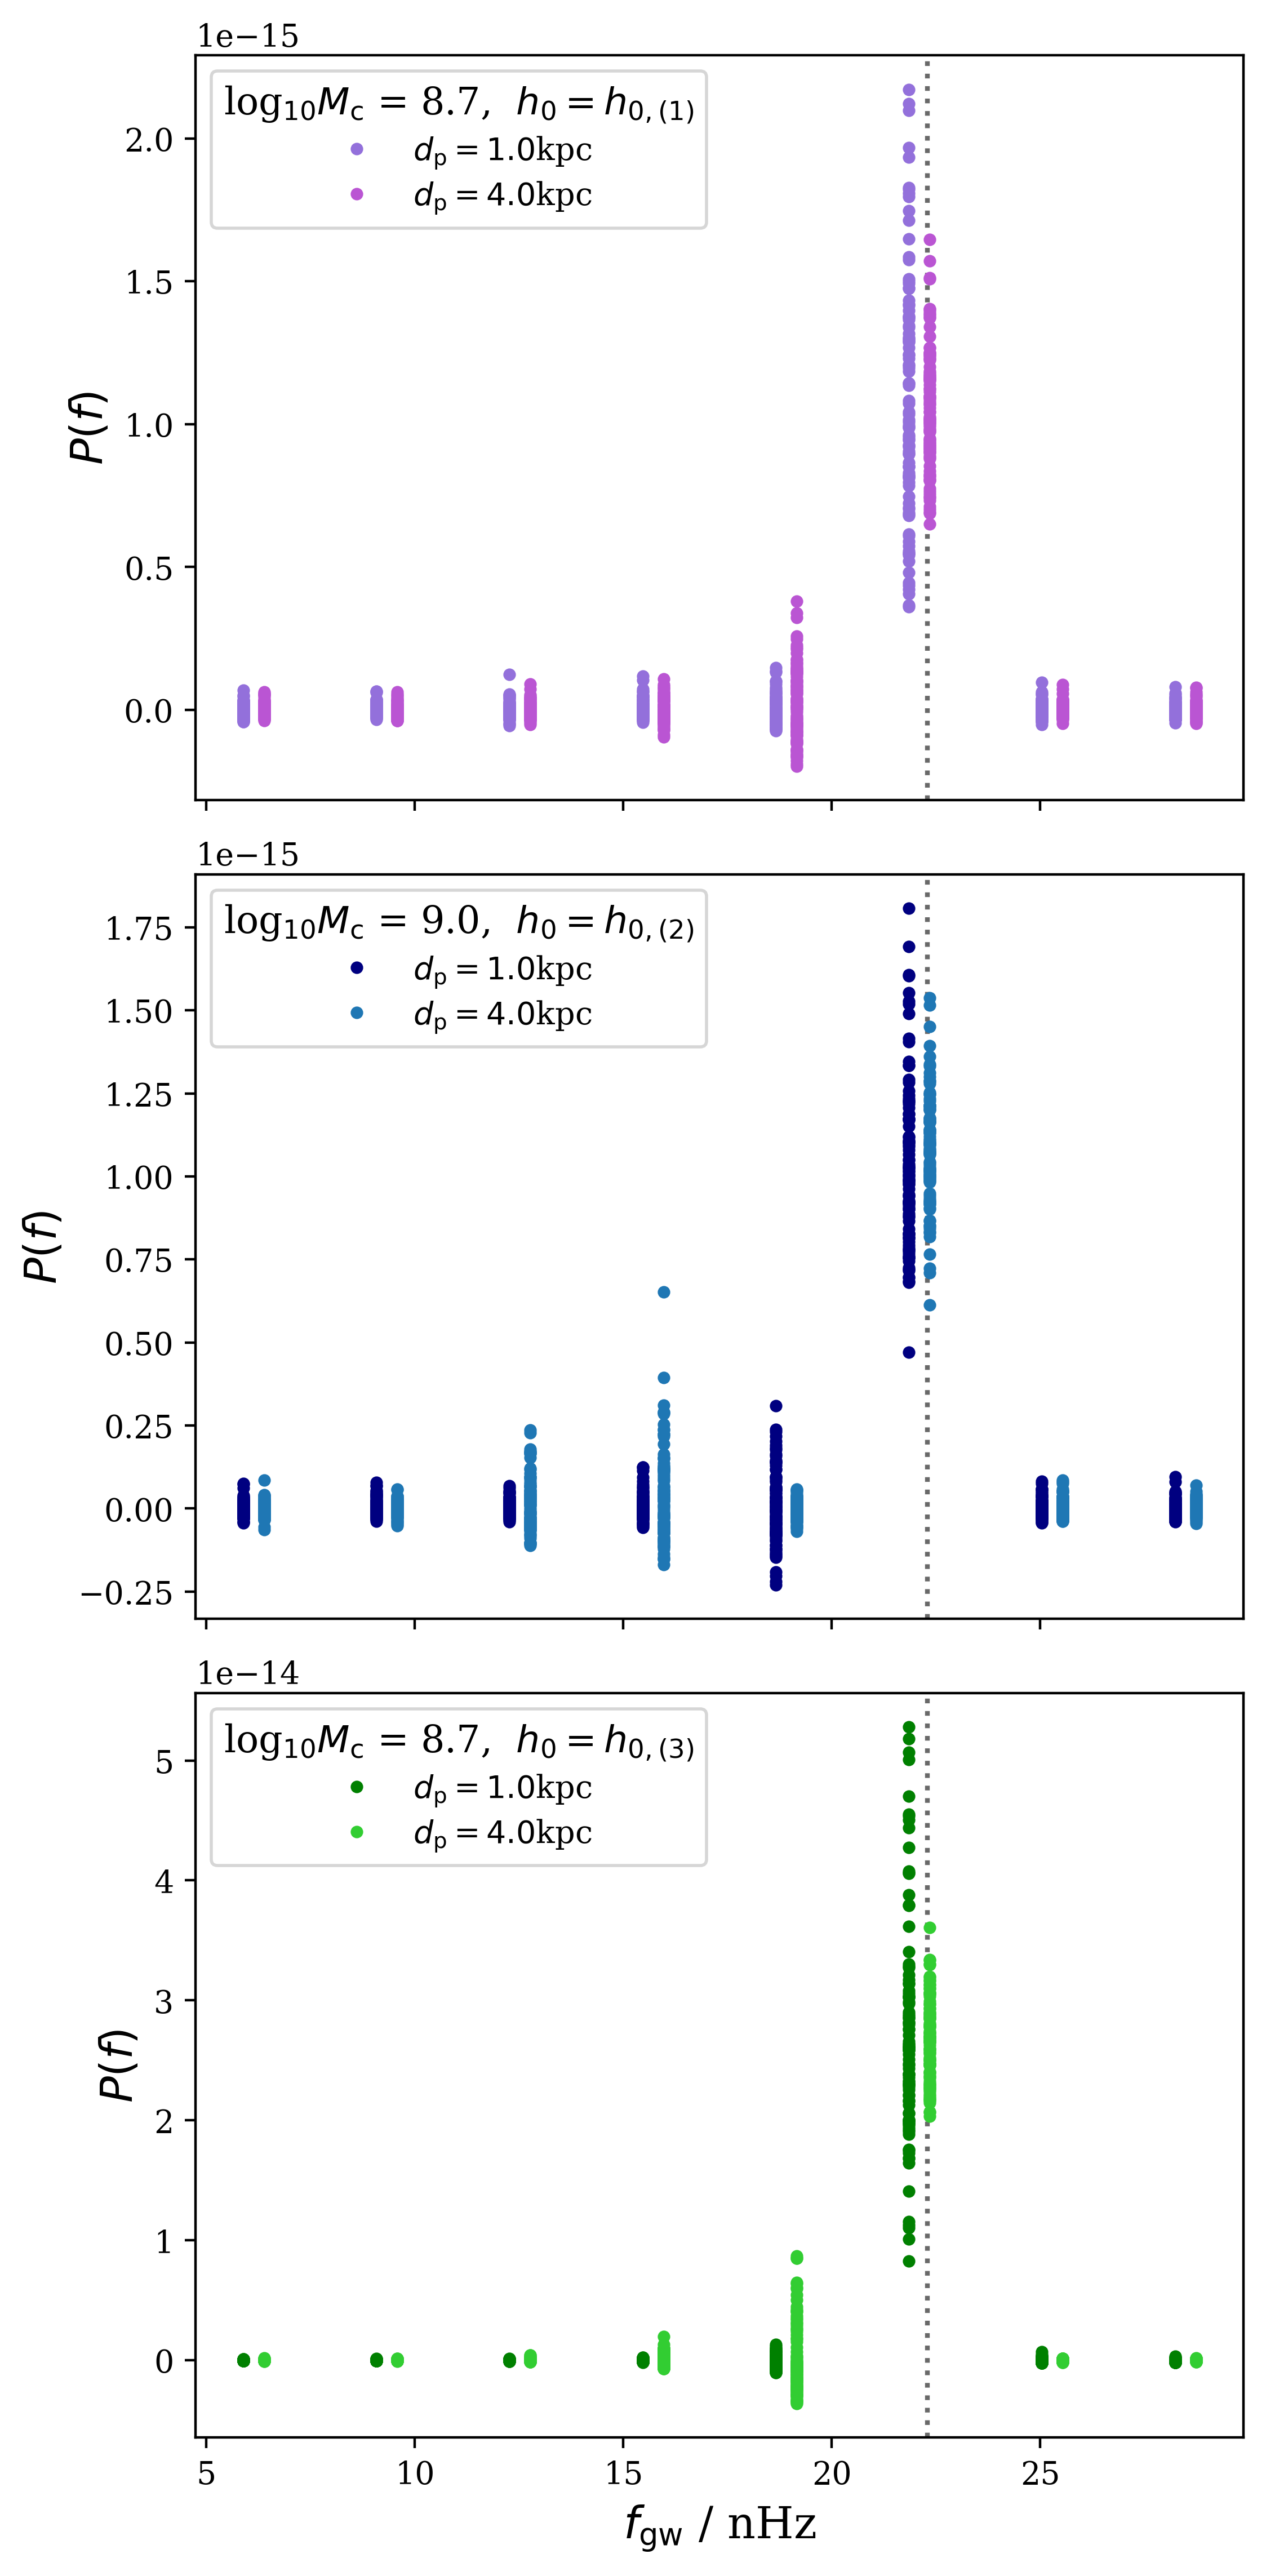 1e−15
log₁₀M_c = 8.7, h₀ = h₀,₍₁₎
d_p = 1.0kpc
d_p = 4.0kpc
2.0
1.5
1.0
0.5
0.0
P(f)
1e−15
log₁₀M_c = 9.0, h₀ = h₀,₍₂₎
d_p = 1.0kpc
d_p = 4.0kpc
1.75
1.50
1.25
1.00
0.75
0.50
0.25
0.00
−0.25
P(f)
1e−14
log₁₀M_c = 8.7, h₀ = h₀,₍₃₎
d_p = 1.0kpc
d_p = 4.0kpc
5
4
3
2
1
0
P(f)
5 10 15 20 25
f_gw / nHz